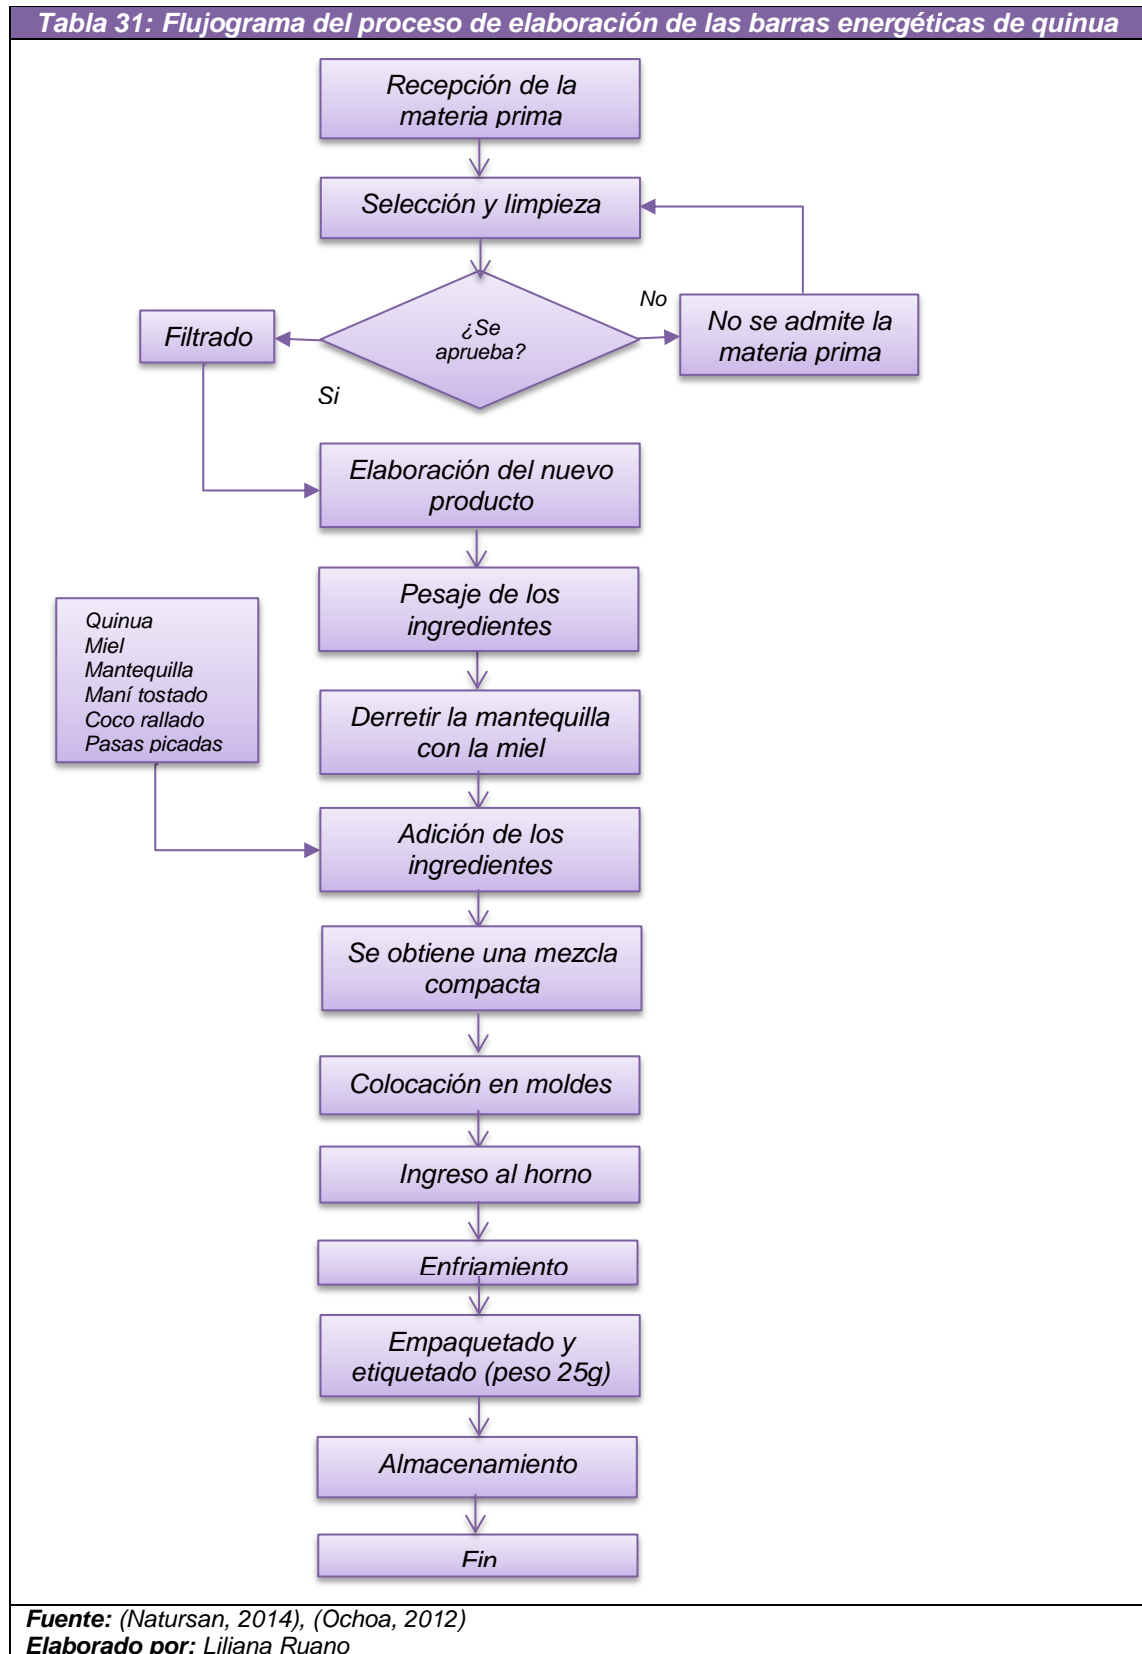 Tabla 31: Flujograma del proceso de elaboración de las barras energéticas de quinua
Recepción de la
materia prima
Selección y limpieza
¿Se
aprueba?
No
No se admite la
materia prima
Filtrado
Si
Elaboración del nuevo
producto
Pesaje de los
ingredientes
Quinua
Miel
Mantequilla
Maní tostado
Coco rallado
Pasas picadas
Derretir la mantequilla
con la miel
Adición de los
ingredientes
Se obtiene una mezcla
compacta
Colocación en moldes
Ingreso al horno
Enfriamiento
Empaquetado y
etiquetado (peso 25g)
Almacenamiento
Fin
Fuente: (Natursan, 2014), (Ochoa, 2012)
Elaborado por: Liliana Ruano